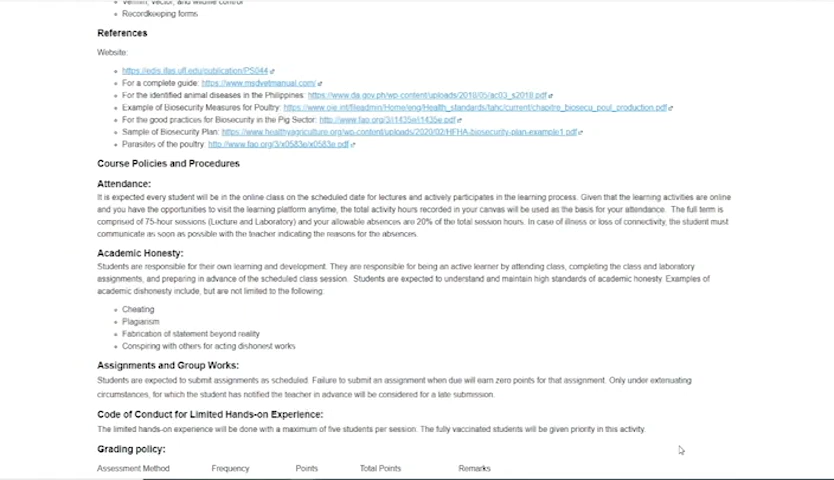 Vermin, vector, and wildlife control
Recordkeeping forms
References
Website:
https://edis.ifas.ufl.edu/publication/PS044
For a complete guide: https://www.msdvetmanual.com/
For the identified animal diseases in the Philippines: https://www.da.gov.ph/wp-content/uploads/2018/05/ac03_s2018.pdf
Example of Biosecurity Measures for Poultry: https://www.oie.int/fileadmin/Home/eng/Health_standards/tahc/current/chapitre_biosecu_poul_production.pdf
For the good practices for Biosecurity in the Pig Sector: http://www.fao.org/3/i1435e/i1435e.pdf
Sample of Biosecurity Plan: https://www.healthyagriculture.org/wp-content/uploads/2020/02/HFHA-biosecurity-plan-example1.pdf
Parasites of the poultry: http://www.fao.org/3/x0583e/x0583e.pdf
Course Policies and Procedures
Attendance:
It is expected every student will be in the online class on the scheduled date for lectures and actively participates in the learning process. Given that the learning activities are online
and you have the opportunities to visit the learning platform anytime, the total activity hours recorded in your canvas will be used as the basis for your attendance. The full term is
comprised of 75-hour sessions (Lecture and Laboratory) and your allowable absences are 20% of the total session hours. In case of illness or loss of connectivity, the student must
communicate as soon as possible with the teacher indicating the reasons for the absences.
Academic Honesty:
Students are responsible for their own learning and development. They are responsible for being an active learner by attending class, completing the class and laboratory
assignments, and preparing in advance of the scheduled class session. Students are expected to understand and maintain high standards of academic honesty. Examples of
academic dishonesty include, but are not limited to the following:
Cheating
Plagiarism
Fabrication of statement beyond reality
Conspiring with others for acting dishonest works
Assignments and Group Works:
Students are expected to submit assignments as scheduled. Failure to submit an assignment when due will earn zero points for that assignment. Only under extenuating
circumstances, for which the student has notified the teacher in advance will be considered for a late submission.
Code of Conduct for Limited Hands-on Experience:
The limited hands-on experience will be done with a maximum of five students per session. The fully vaccinated students will be given priority in this activity.
Grading policy:
Assessment Method Frequency Points Total Points Remarks